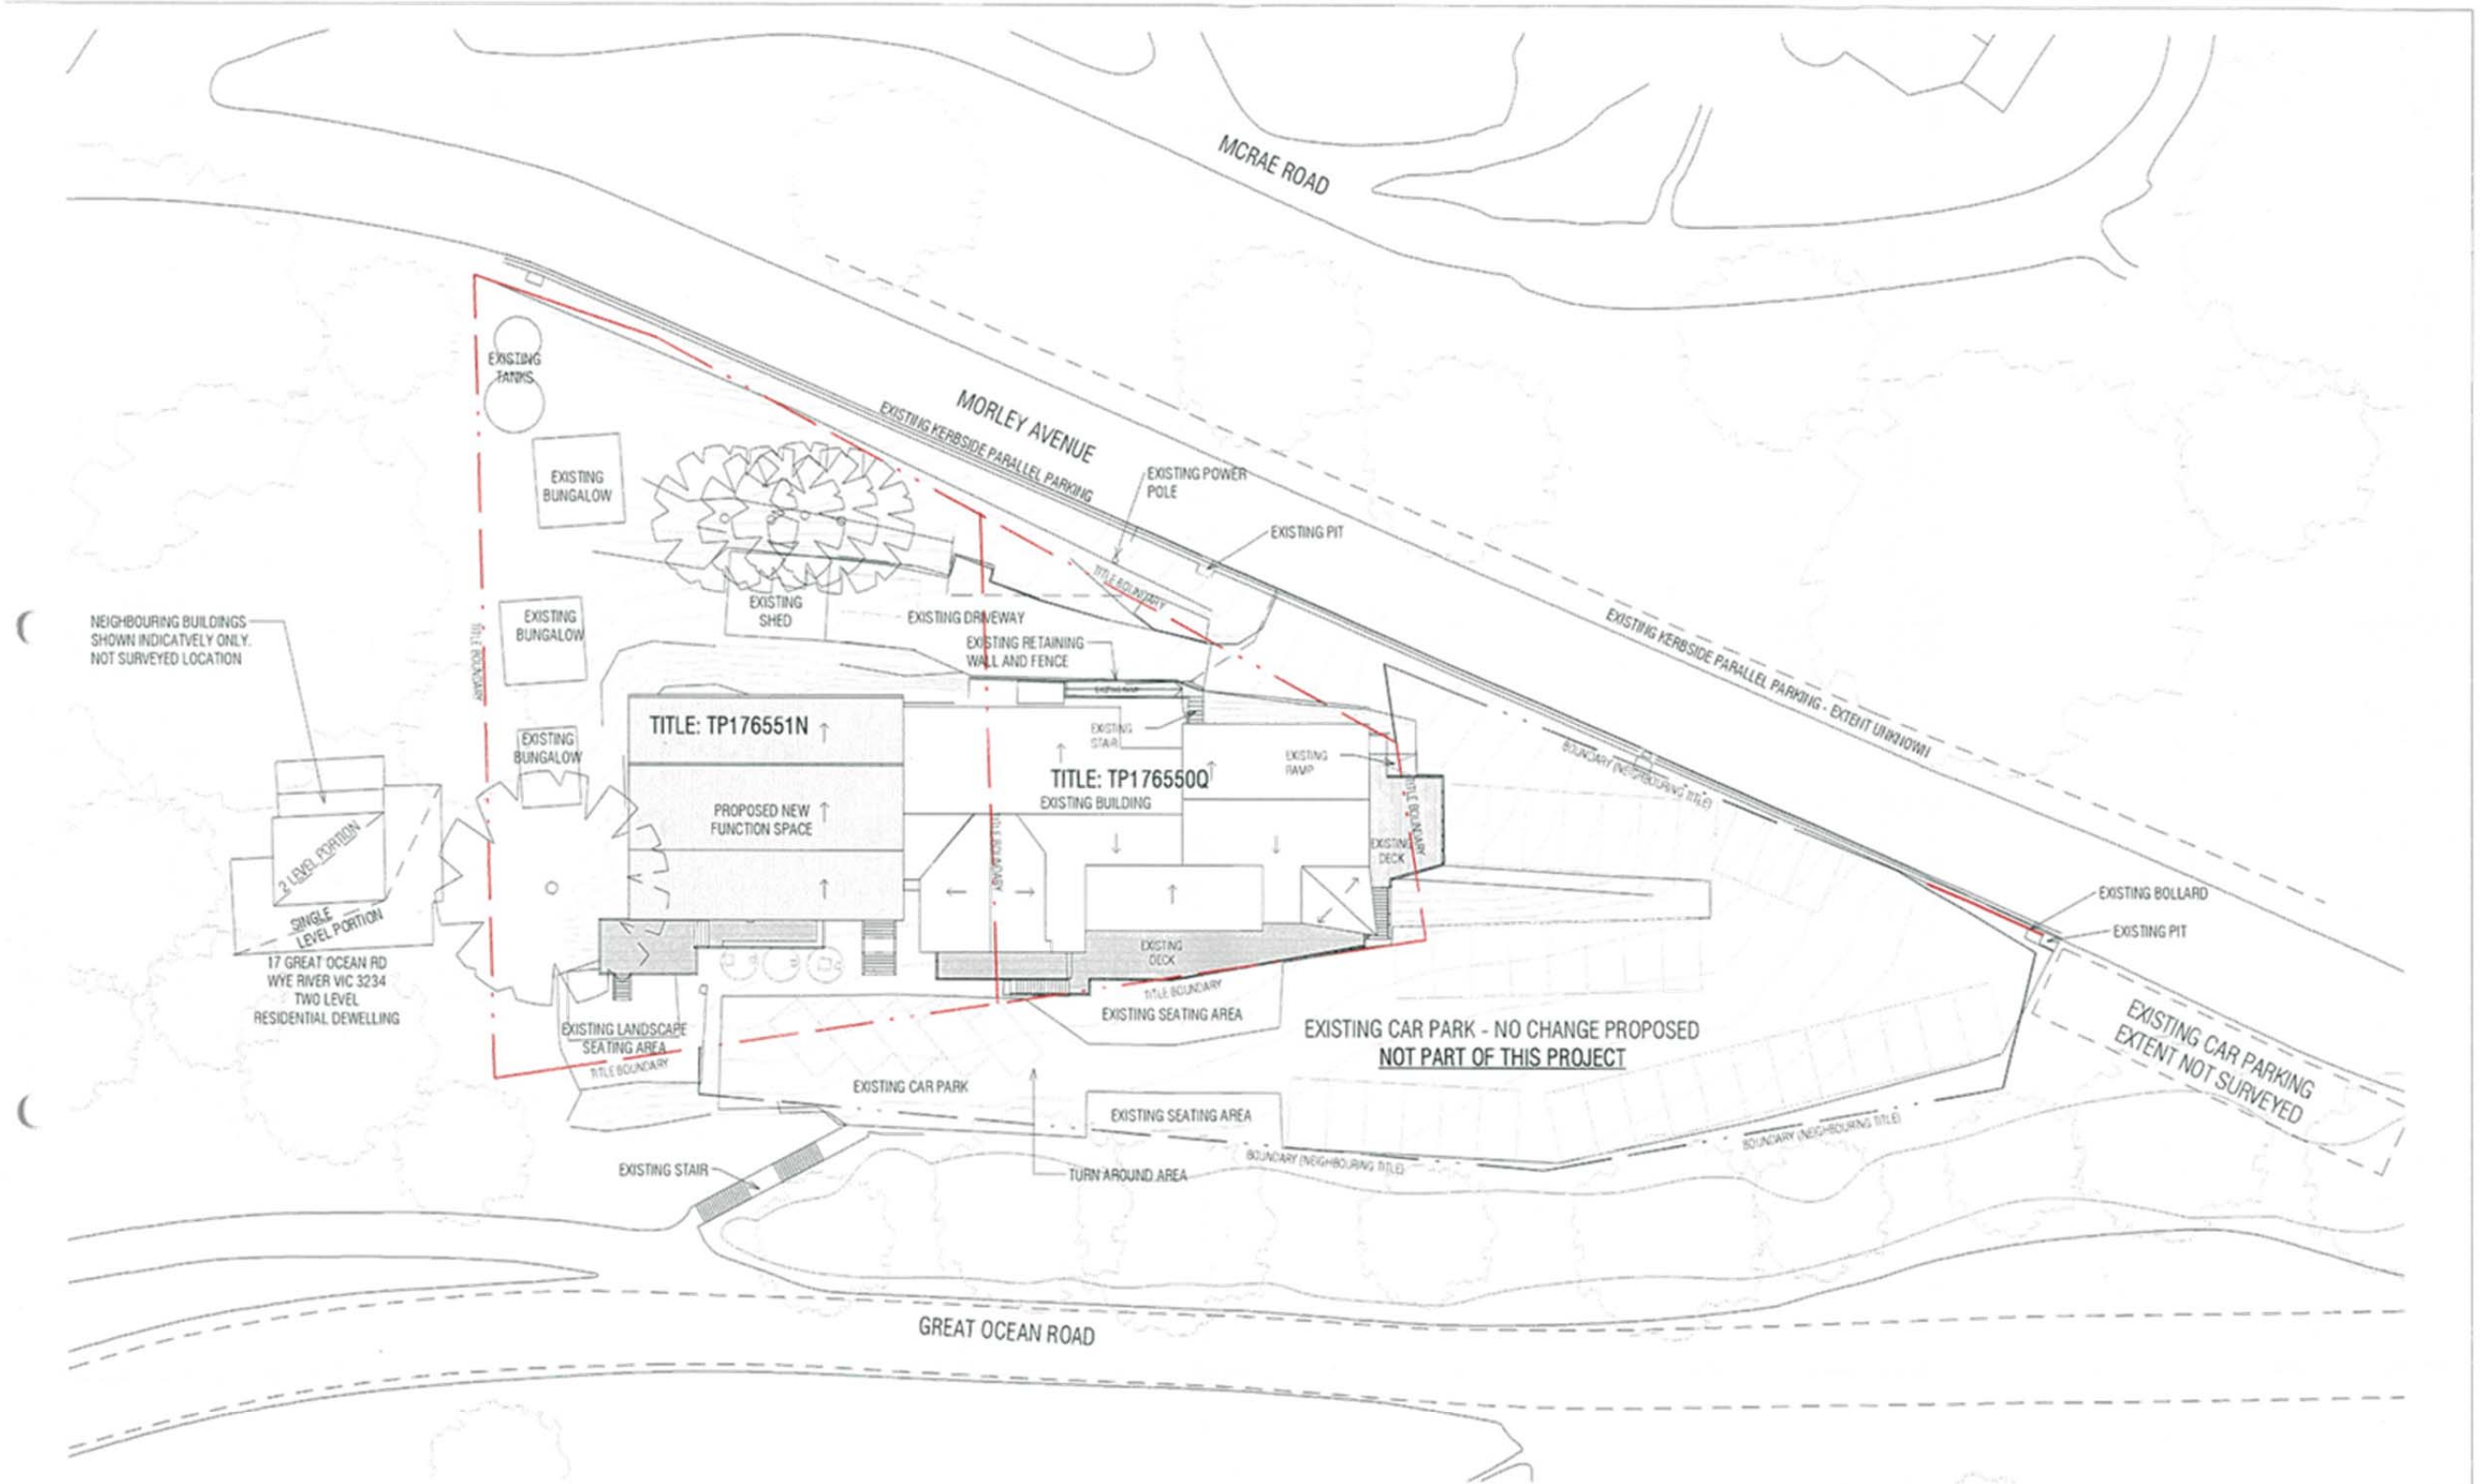 MCRAE ROAD
MORLEY AVENUE
EXISTING KERBSIDE PARALLEL PARKING
EXISTING
TANKS
EXISTING
BUNGALOW
EXISTING POWER
POLE
EXISTING PIT
TITLE BOUNDARY
EXISTING
SHED
EXISTING DRIVEWAY
EXISTING
BUNGALOW
EXISTING RETAINING
WALL AND FENCE
NEIGHBOURING BUILDINGS
SHOWN INDICATVELY ONLY.
NOT SURVEYED LOCATION
TITLE BOUNDARY
EXISTING KERBSIDE PARALLEL PARKING - EXTENT UNKNOWN
TITLE: TP176551N
EXISTING
STAIR
EXISTING
RAMP
EXISTING
BUNGALOW
TITLE: TP176550Q
EXISTING BUILDING
BOUNDARY (NEIGHBOURING TITLE)
PROPOSED NEW
FUNCTION SPACE
TITLE BOUNDARY
TITLE BOUNDARY
EXISTING
DECK
2 LEVEL PORTION
SINGLE
LEVEL PORTION
17 GREAT OCEAN RD
WYE RIVER VIC 3234
TWO LEVEL
RESIDENTIAL DEWELLING
EXISTING BOLLARD
EXISTING PIT
EXISTING
DECK
TITLE BOUNDARY
EXISTING SEATING AREA
EXISTING LANDSCAPE
SEATING AREA
TITLE BOUNDARY
EXISTING CAR PARK - NO CHANGE PROPOSED
NOT PART OF THIS PROJECT
EXISTING CAR PARKING
EXTENT NOT SURVEYED
EXISTING CAR PARK
EXISTING SEATING AREA
BOUNDARY (NEIGHBOURING TITLE)
BOUNDARY (NEIGHBOURING TITLE)
EXISTING STAIR
TURN AROUND AREA
GREAT OCEAN ROAD